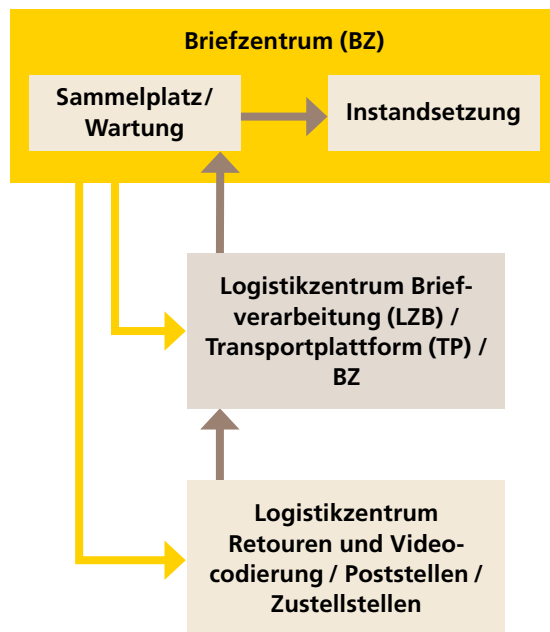 Briefzentrum (BZ)
Sammelplatz/
Wartung
Instandsetzung
Logistikzentrum Brief-
verarbeitung (LZB) /
Transportplattform (TP) /
BZ
Logistikzentrum
Retouren und Video-
codierung / Poststellen /
Zustellstellen